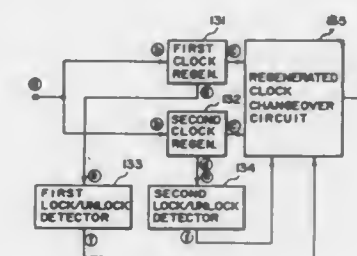 131
FIRST
CLOCK
REGEN.
132
SECOND
CLOCK
REGEN.
REGENERATED
CLOCK
CHANGEOVER
CIRCUIT
133
FIRST
LOCK/UNLOCK
DETECTOR
134
SECOND
LOCK/UNLOCK
DETECTOR